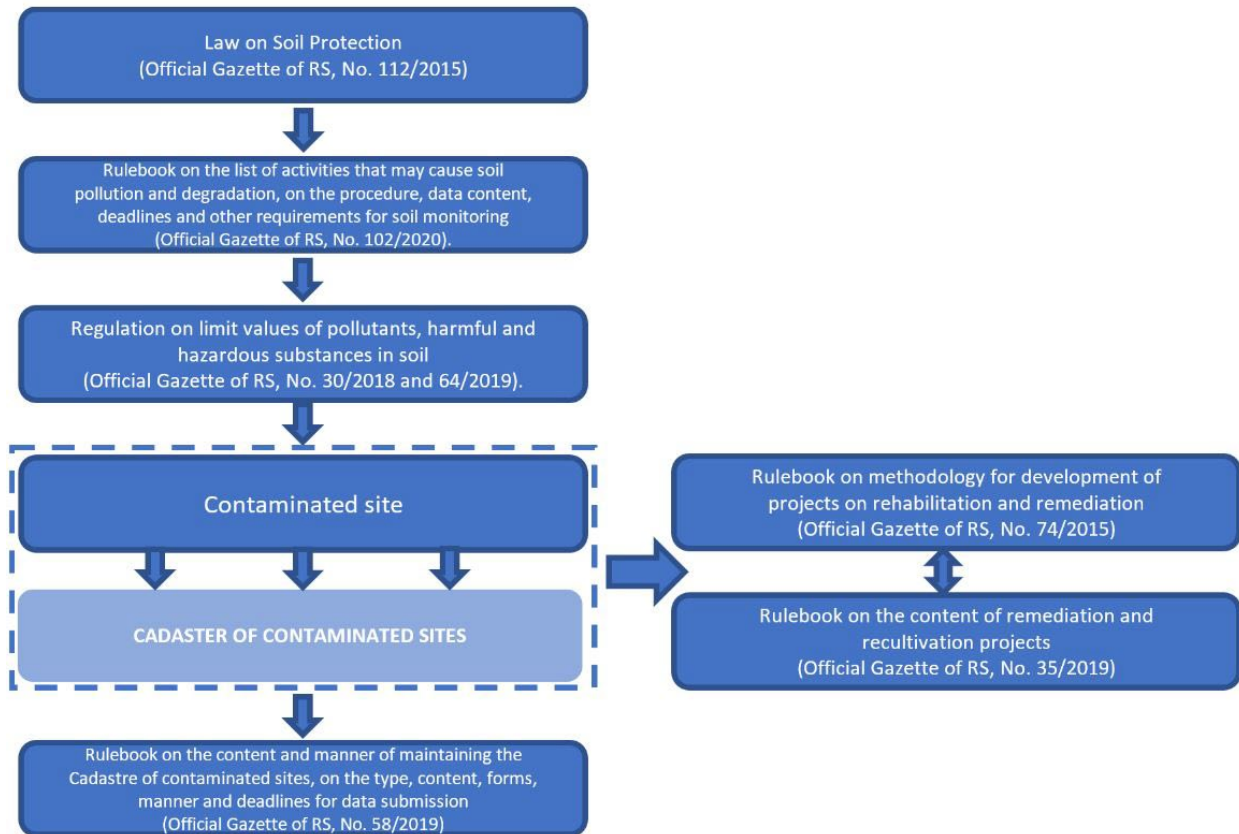 Law on Soil Protection
(Official Gazette of RS, No. 112/2015)
Rulebook on the list of activities that may cause soil
pollution and degradation, on the procedure, data content,
deadlines and other requirements for soil monitoring
(Official Gazette of RS, No. 102/2020).
Regulation on limit values of pollutants, harmful and
hazardous substances in soil
(Official Gazette of RS, No. 30/2018 and 64/2019).
Contaminated site
CADASTER OF CONTAMINATED SITES
Rulebook on the content and manner of maintaining the
Cadastre of contaminated sites, on the type, content, forms,
manner and deadlines for data submission
(Official Gazette of RS, No. 58/2019)
Rulebook on methodology for development of
projects on rehabilitation and remediation
(Official Gazette of RS, No. 74/2015)
Rulebook on the content of remediation and
recultivation projects
(Official Gazette of RS, No. 35/2019)